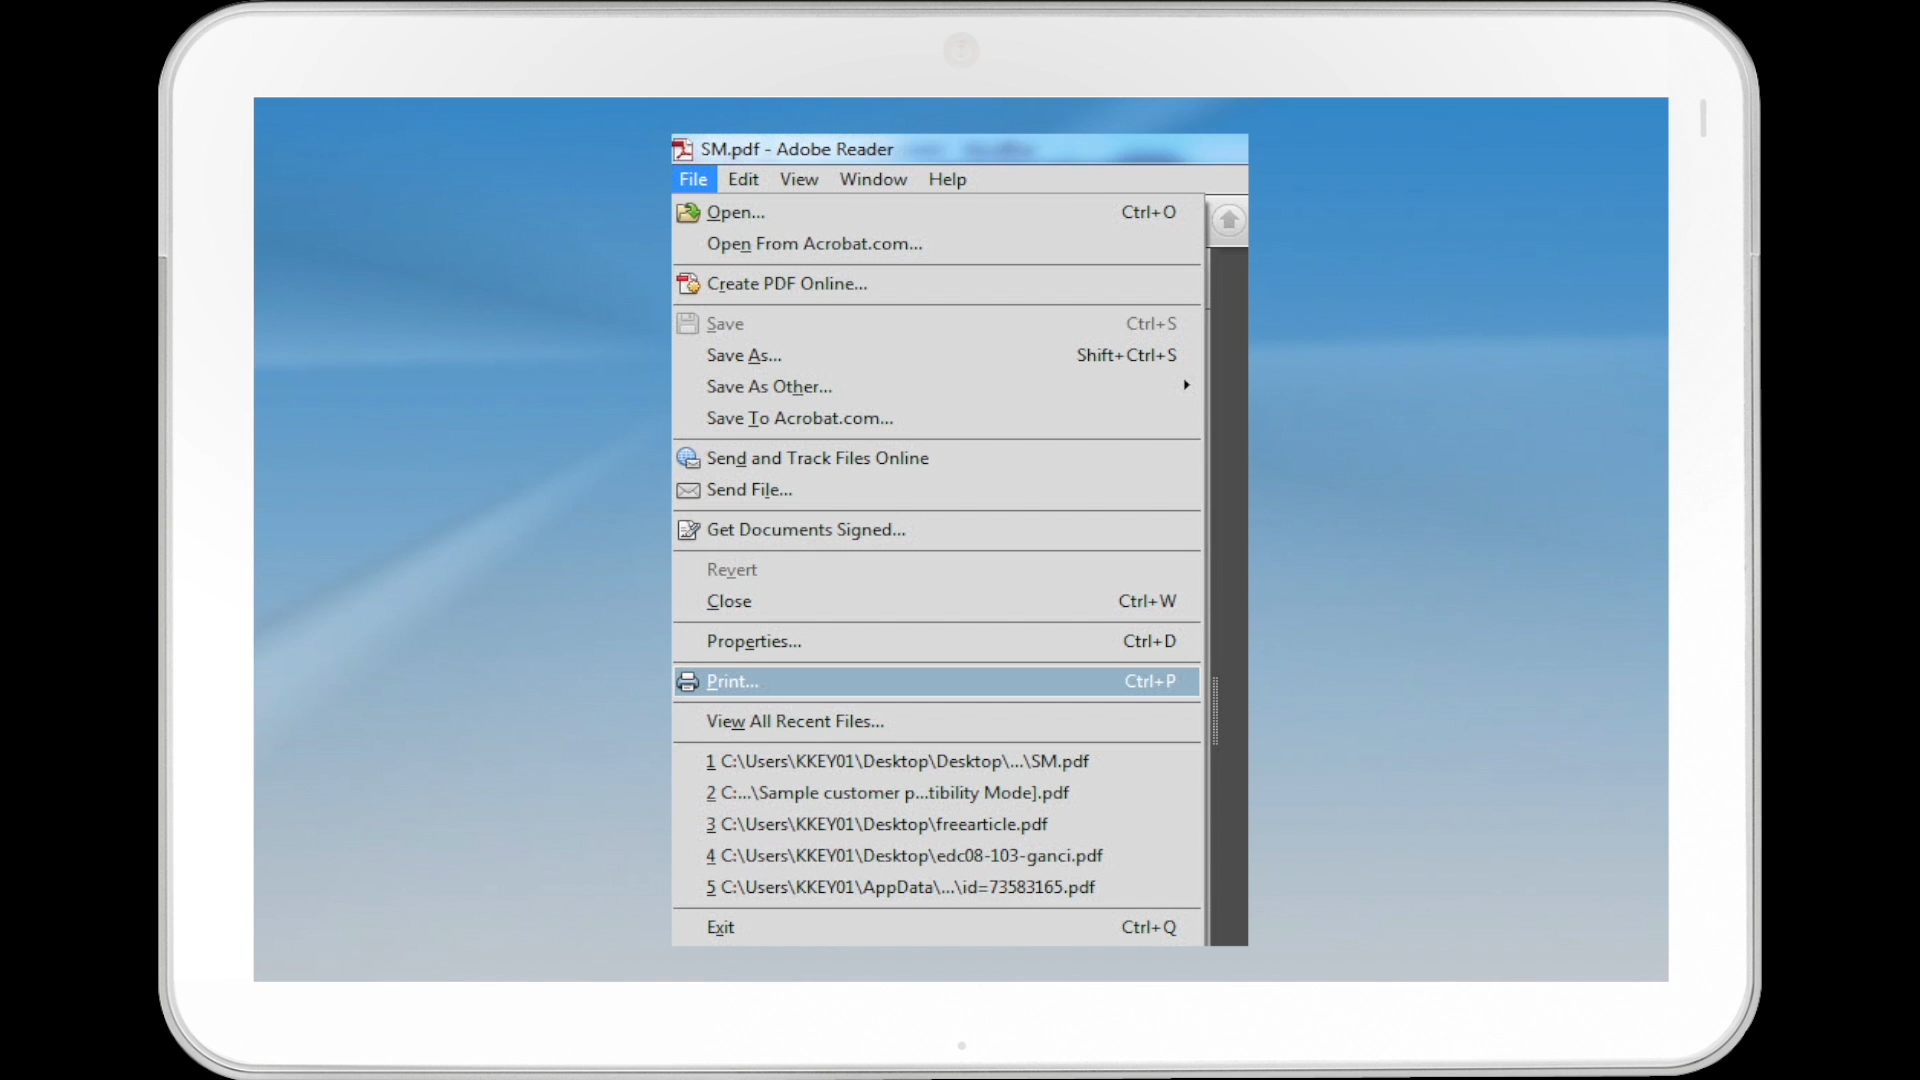 SM.pdf - Adobe Reader
File Edit View Window Help
Open... Ctrl+O
Open From Acrobat.com...
Create PDF Online...
Save Ctrl+S
Save As... Shift+Ctrl+S
Save As Other...
Save To Acrobat.com...
Send and Track Files Online
Send File...
Get Documents Signed...
Revert
Close Ctrl+W
Properties... Ctrl+D
Print... Ctrl+P
View All Recent Files...
1 C:\Users\KKEY01\Desktop\Desktop\...\SM.pdf
2 C:...\Sample customer p...tibility Mode].pdf
3 C:\Users\KKEY01\Desktop\freearticle.pdf
4 C:\Users\KKEY01\Desktop\edc08-103-ganci.pdf
5 C:\Users\KKEY01\AppData\...\id=73583165.pdf
Exit Ctrl+Q